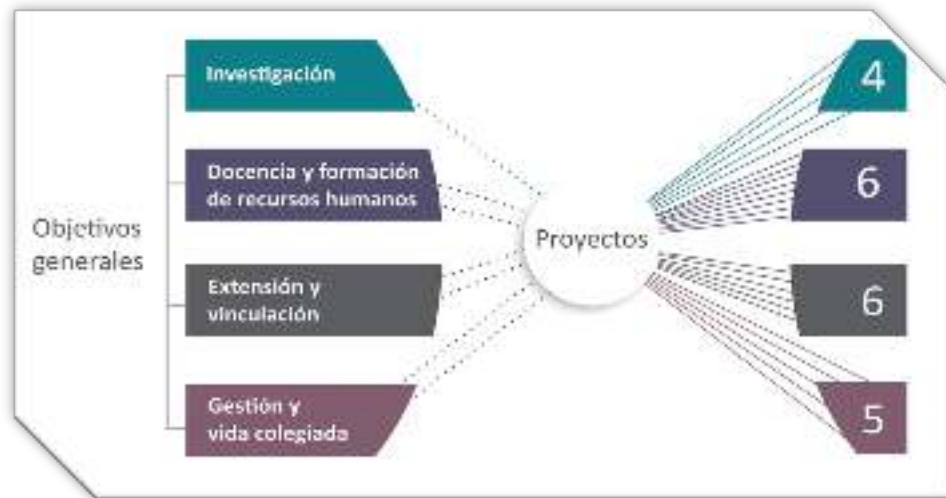 Objetivos
generales
Investigación
Docencia y formación
de recursos humanos
Extensión y
vinculación
Gestión y
vida colegiada
Proyectos
4
6
6
5